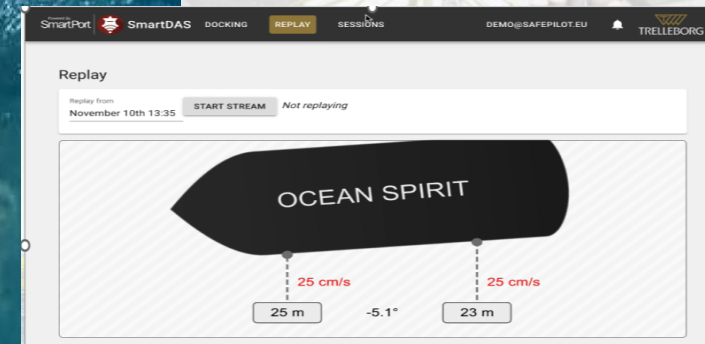 Powered by
SmartPort SmartDAS DOCKING REPLAY SESSIONS DEMO@SAFEPILOT.EU TRELLEBORG
Replay
Replay from
November 10th 13:35 START STREAM Not replaying
OCEAN SPIRIT
25 cm/s 25 cm/s
25 m -5.1° 23 m